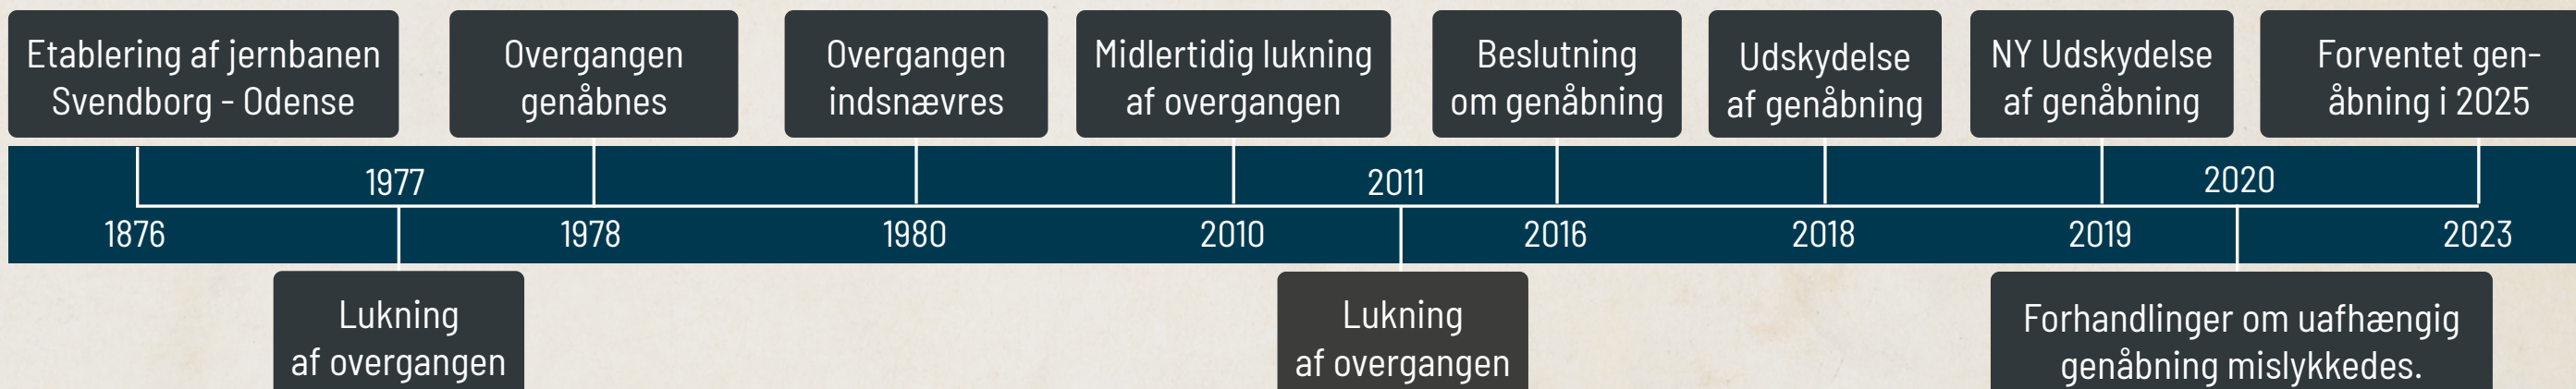 Etablering af jernbanen
Svendborg - Odense
Overgangen
genåbnes
Overgangen
indsnævres
Midlertidig lukning
af overgangen
Beslutning
om genåbning
Udskydelse
af genåbning
NY Udskydelse
af genåbning
Forventet gen-
åbning i 2025
1977
2011
2020
1876
1978
1980
2010
2016
2018
2019
2023
Lukning
af overgangen
Lukning
af overgangen
Forhandlinger om uafhængig
genåbning mislykkedes.